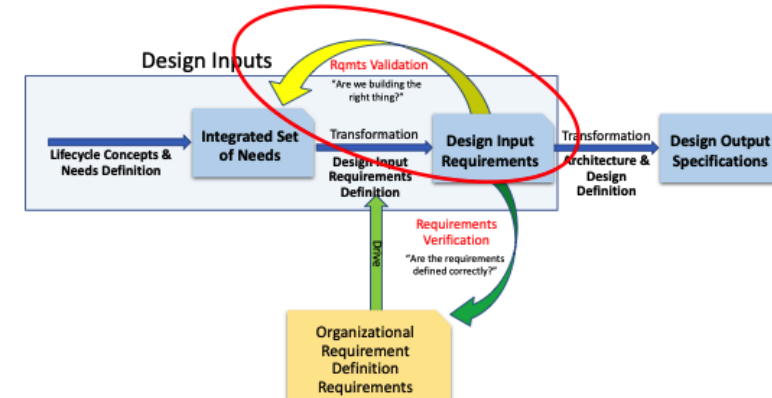 Design Inputs
Rqmts Validation
“Are we building the
right thing?”
Integrated Set
of Needs
Lifecycle Concepts &
Needs Definition
Transformation
Design Input
Requirements
Definition
Design Input
Requirements
Transformation
Architecture &
Design
Definition
Design Output
Specifications
Requirements
Verification
“Are the requirements
defined correctly?”
Drive
Organizational
Requirement
Definition
Requirements